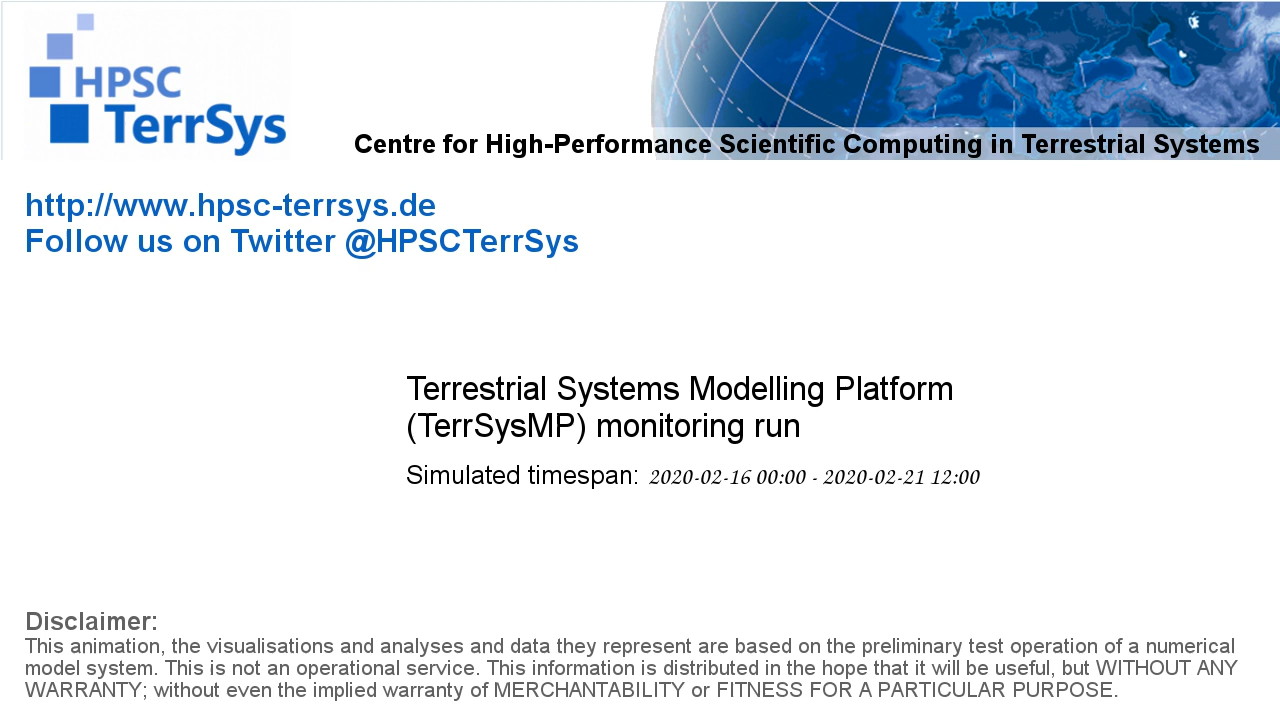 HPSC
TerrSys
Centre for High-Performance Scientific Computing in Terrestrial Systems
http://www.hpsc-terrsys.de
Follow us on Twitter @HPSCTerrSys
Terrestrial Systems Modelling Platform
(TerrSysMP) monitoring run
Simulated timespan: 2020-02-16 00:00 - 2020-02-21 12:00
Disclaimer:
This animation, the visualisations and analyses and data they represent are based on the preliminary test operation of a numerical
model system. This is not an operational service. This information is distributed in the hope that it will be useful, but WITHOUT ANY
WARRANTY; without even the implied warranty of MERCHANTABILITY or FITNESS FOR A PARTICULAR PURPOSE.